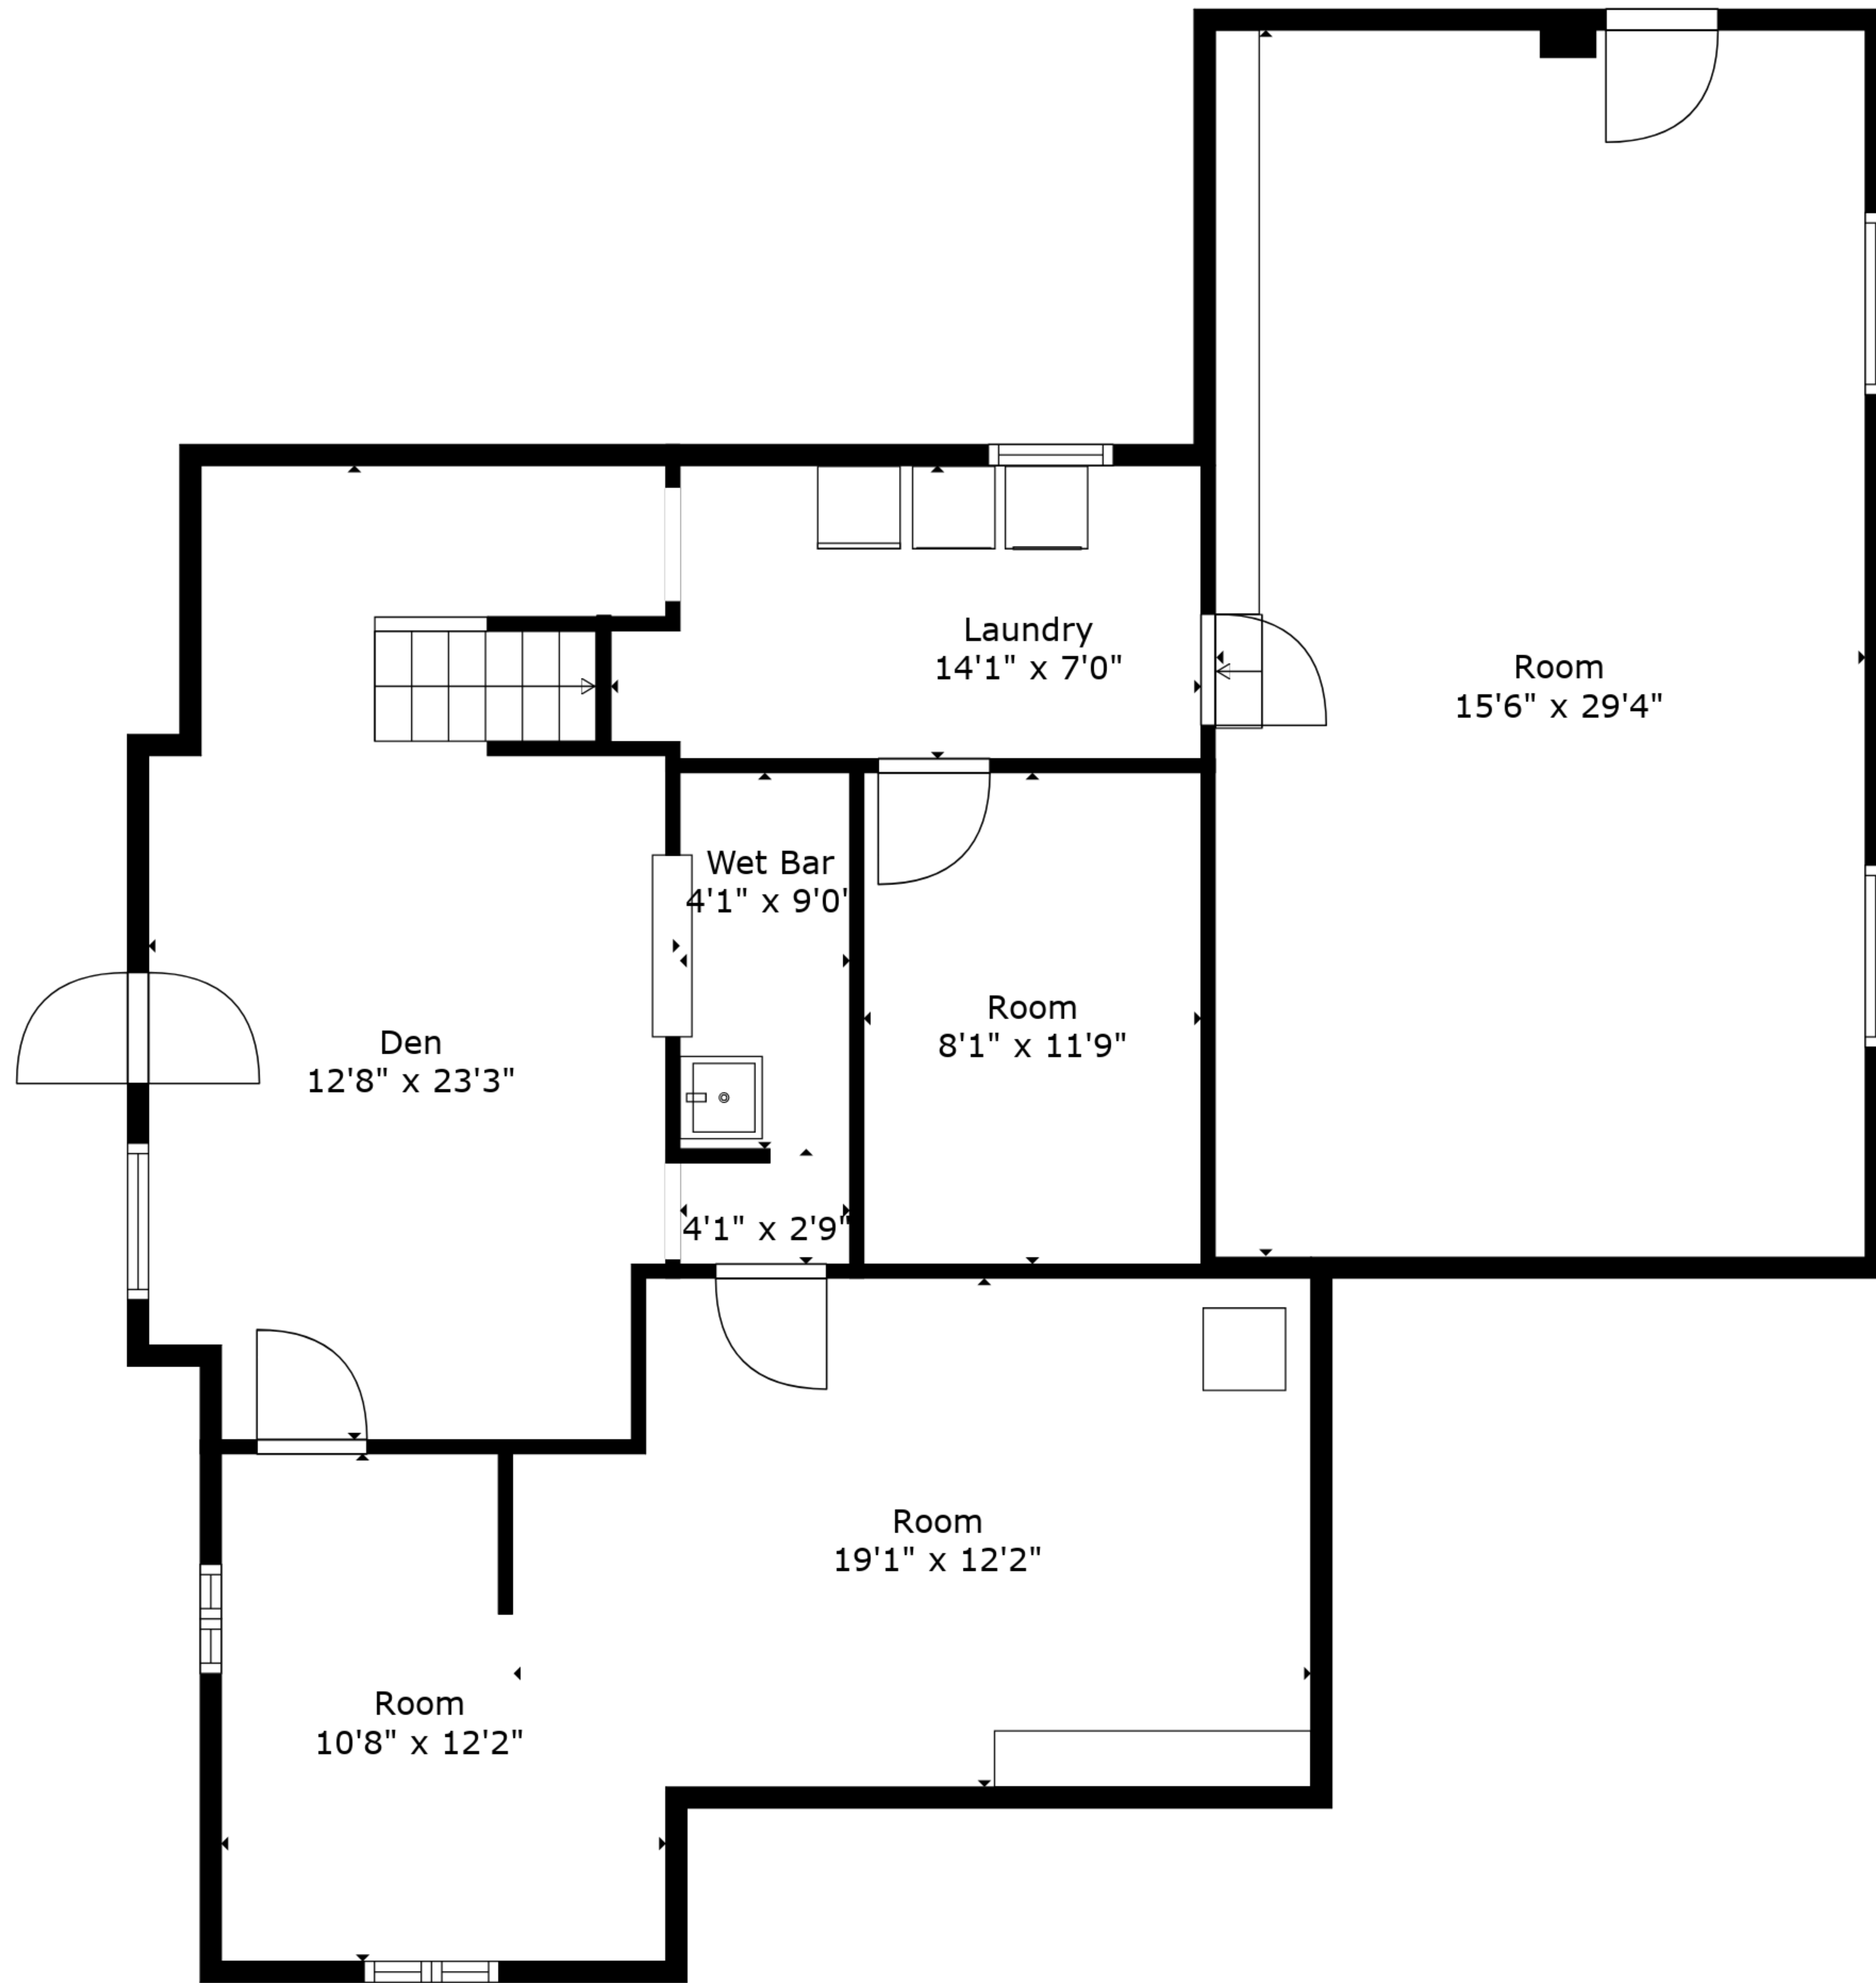 Laundry
14'1" x 7'0"
Room
15'6" x 29'4"
Wet Bar
4'1" x 9'0'
Room
8'1" x 11'9"
Den
12'8" x 23'3"
4'1" x 2'9"
Room
19'1" x 12'2"
Room
10'8" x 12'2"